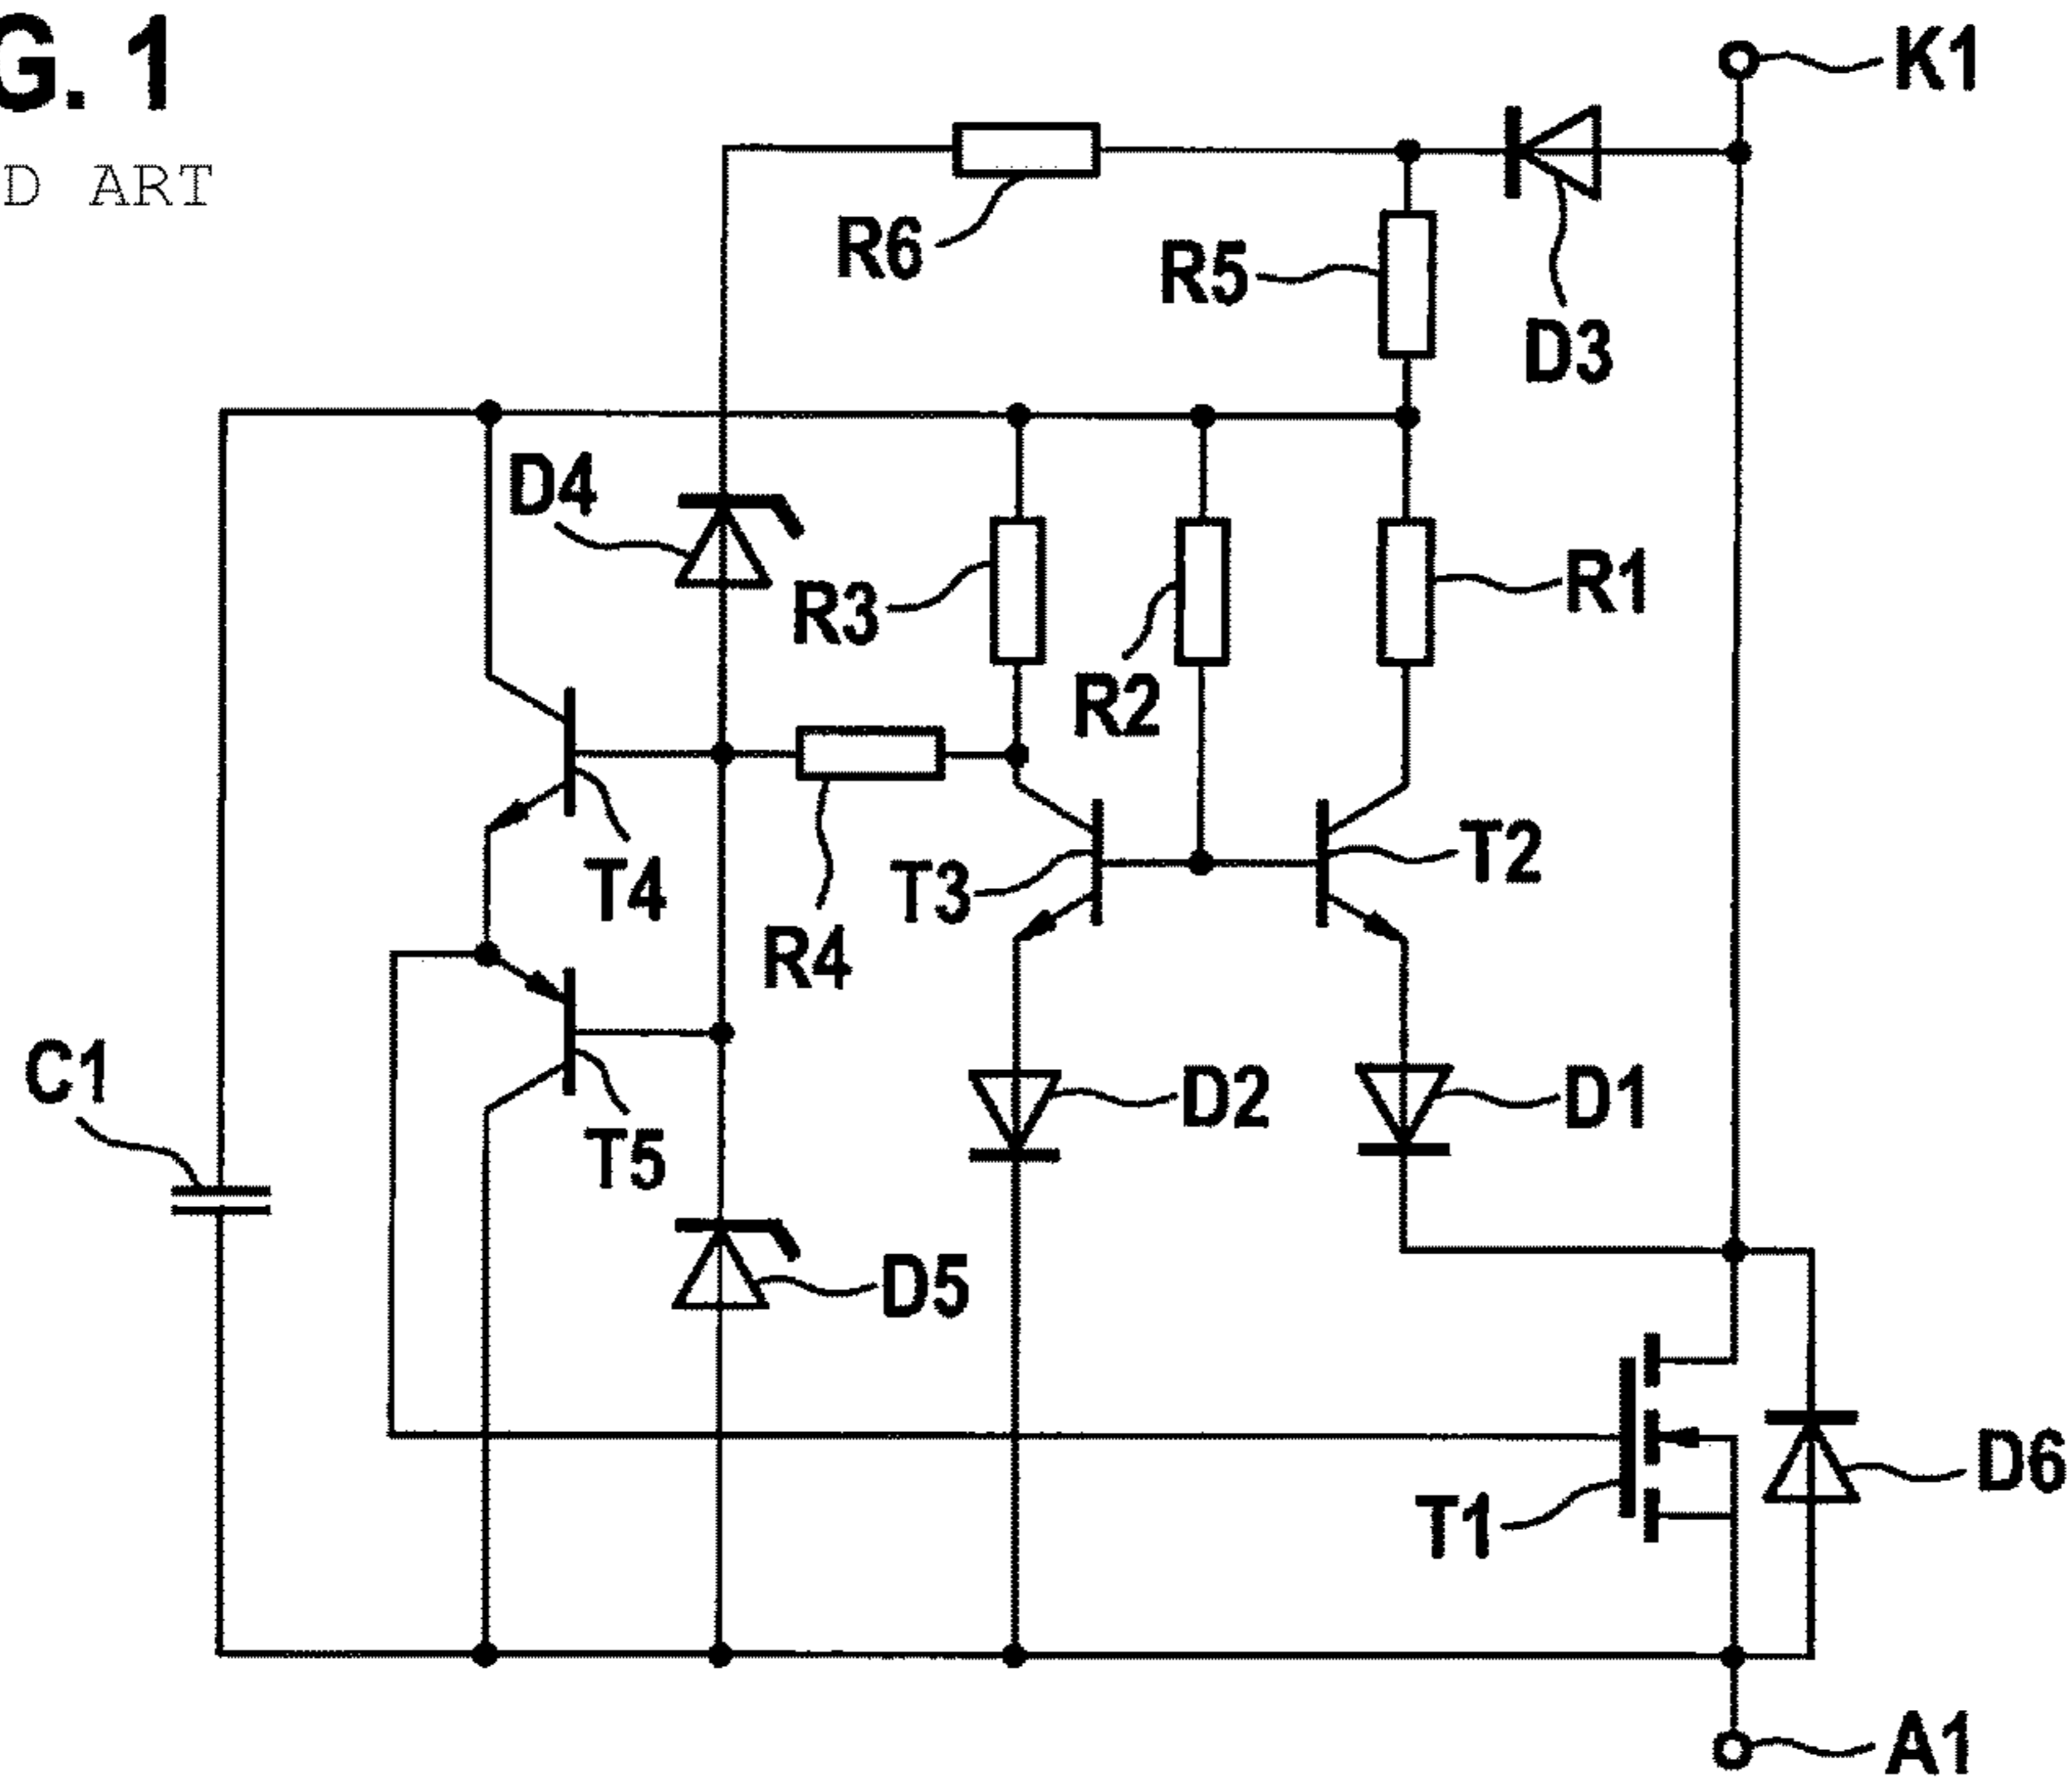 G. 1
K1
D ART
R6
R5
D3
D4
R3
R1
R2
T4
T3
T2
R4
C1
T5
D2
D1
D5
T1
D6
A1